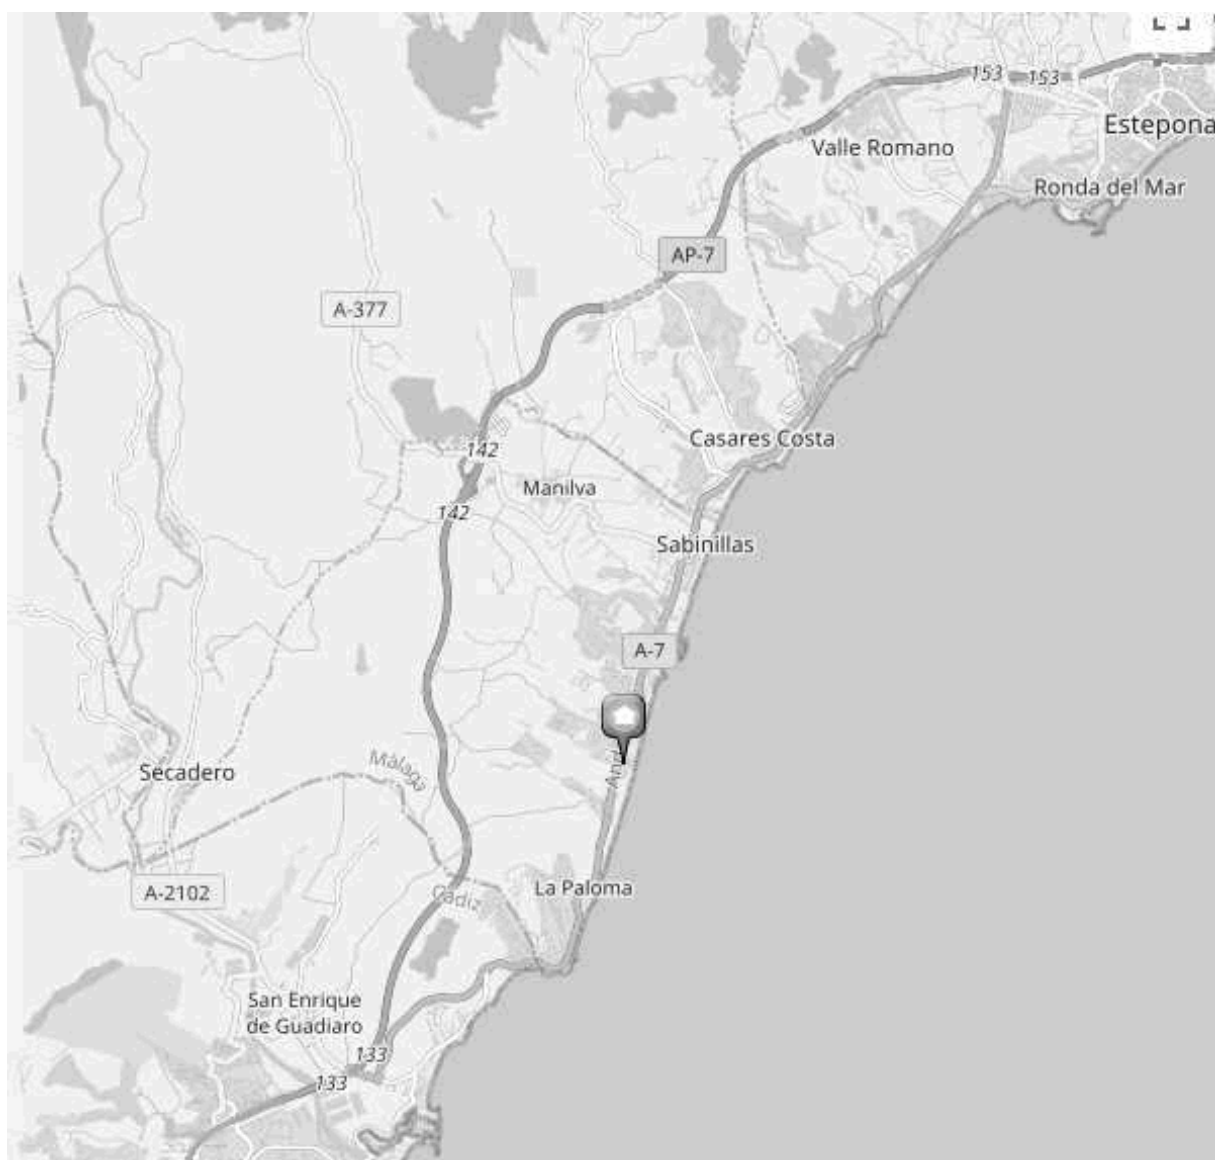 153
153
Estepona
Valle Romano
Ronda del Mar
AP-7
A-377
Casares Costa
142
Manilva
142
Sabinillas
A-7
Secadero
Málaga
La Paloma
A-2102
Cádiz
San Enrique
de Guadiaro
133
133